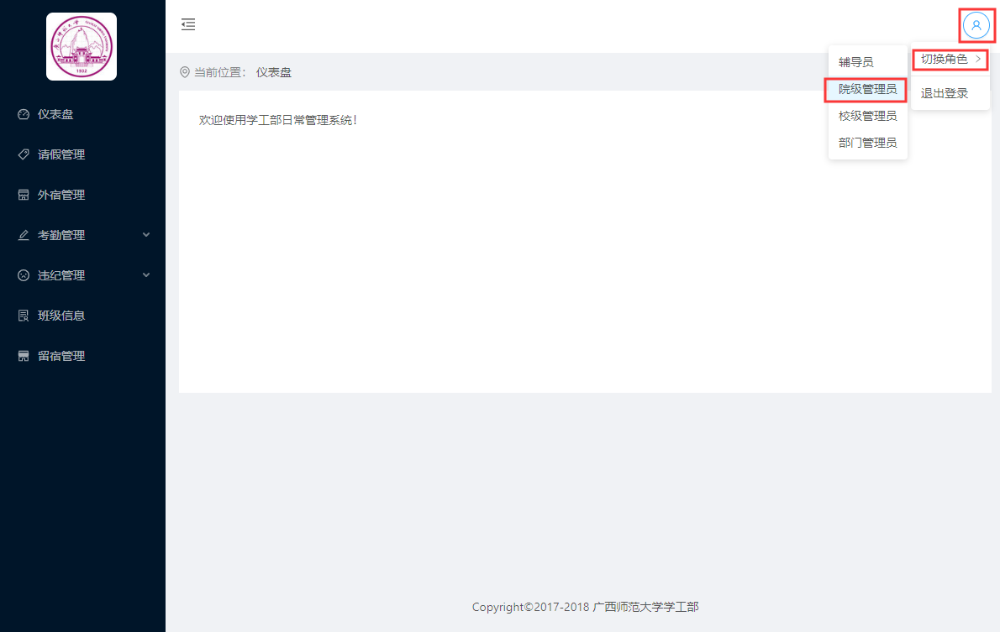 1932
仪表盘
请假管理
外宿管理
考勤管理
违纪管理
班级信息
留宿管理
当前位置： 仪表盘
欢迎使用学工部日常管理系统！
切换角色 >
退出登录
辅导员
院级管理员
校级管理员
部门管理员
Copyright©2017-2018 广西师范大学学工部